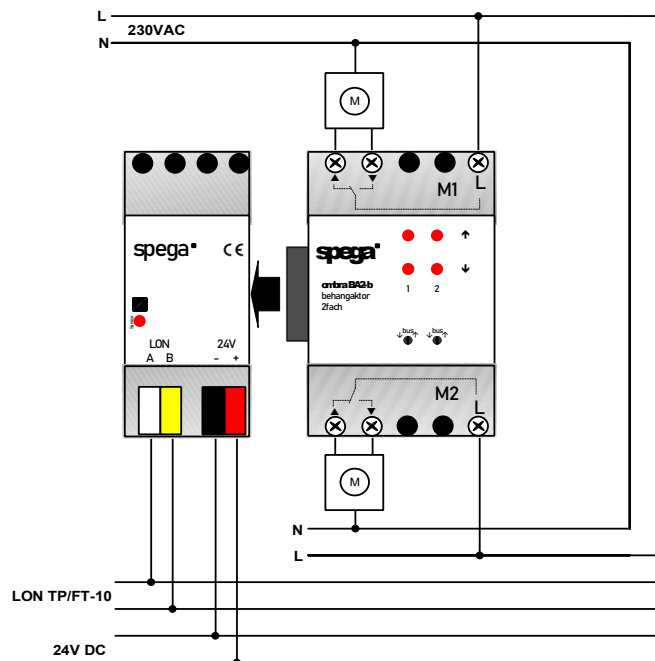 L
230VAC
N
M
M1
L
spega
CE
spega
ombra BA2-b
behangaktor
2fach
1 2
LON 24V
A B - +
bus bus
M2
L
M
N
L
LON TP/FT-10
24V DC